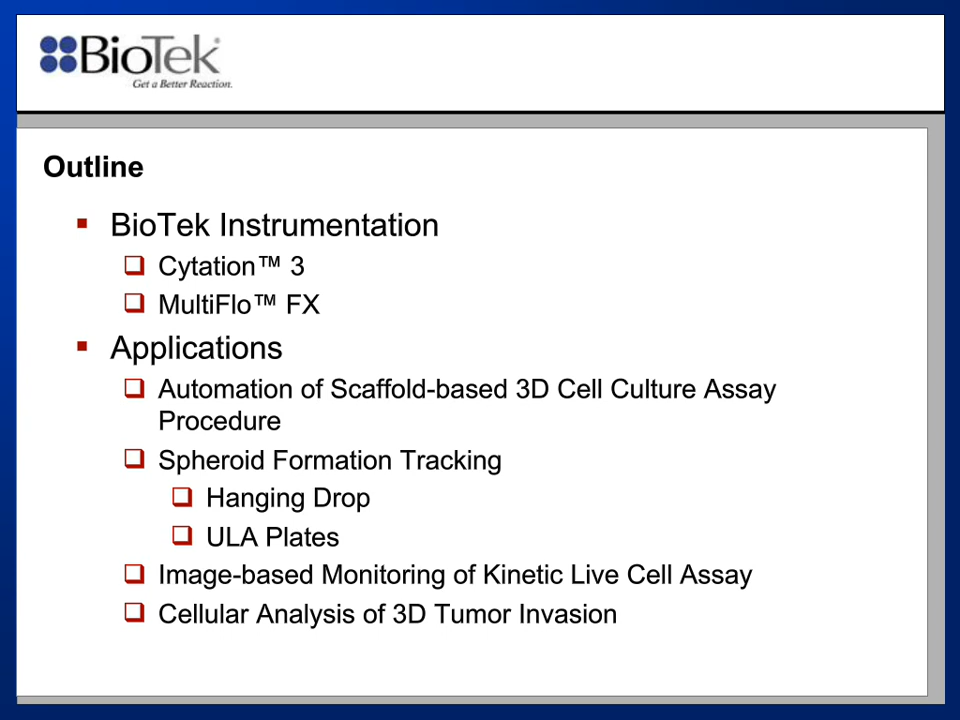 BioTek
Get a Better Reaction.
Outline
BioTek Instrumentation
Cytation™ 3
MultiFlo™ FX
Applications
Automation of Scaffold-based 3D Cell Culture Assay
Procedure
Spheroid Formation Tracking
Hanging Drop
ULA Plates
Image-based Monitoring of Kinetic Live Cell Assay
Cellular Analysis of 3D Tumor Invasion